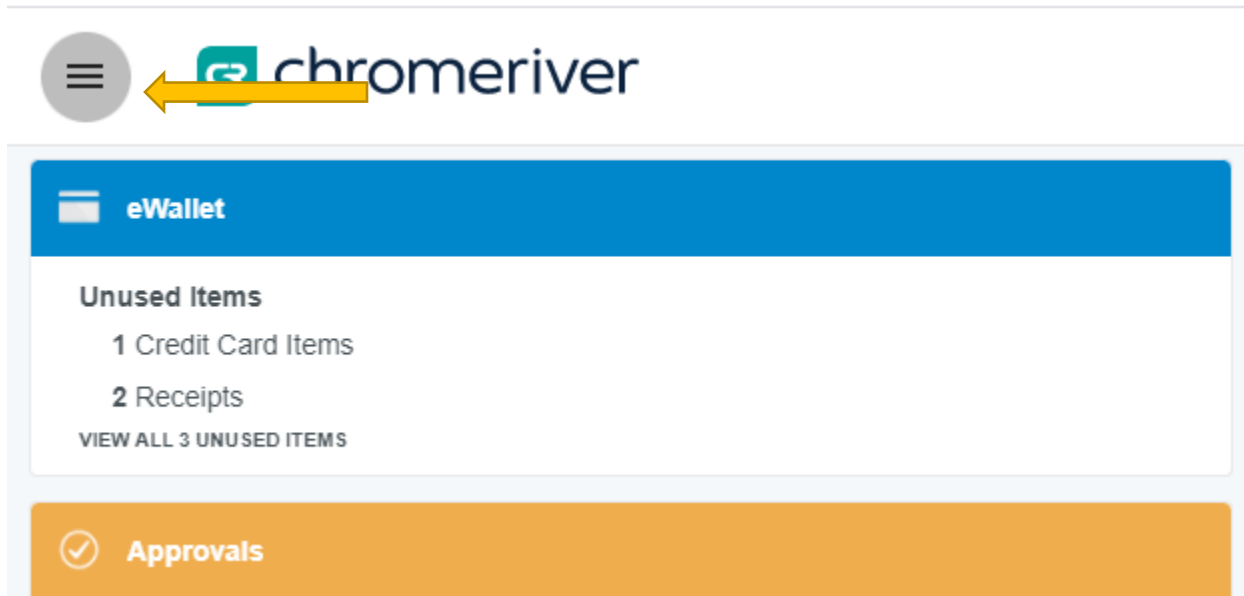 chromeriver
eWallet
Unused Items
1 Credit Card Items
2 Receipts
VIEW ALL 3 UNUSED ITEMS
Approvals